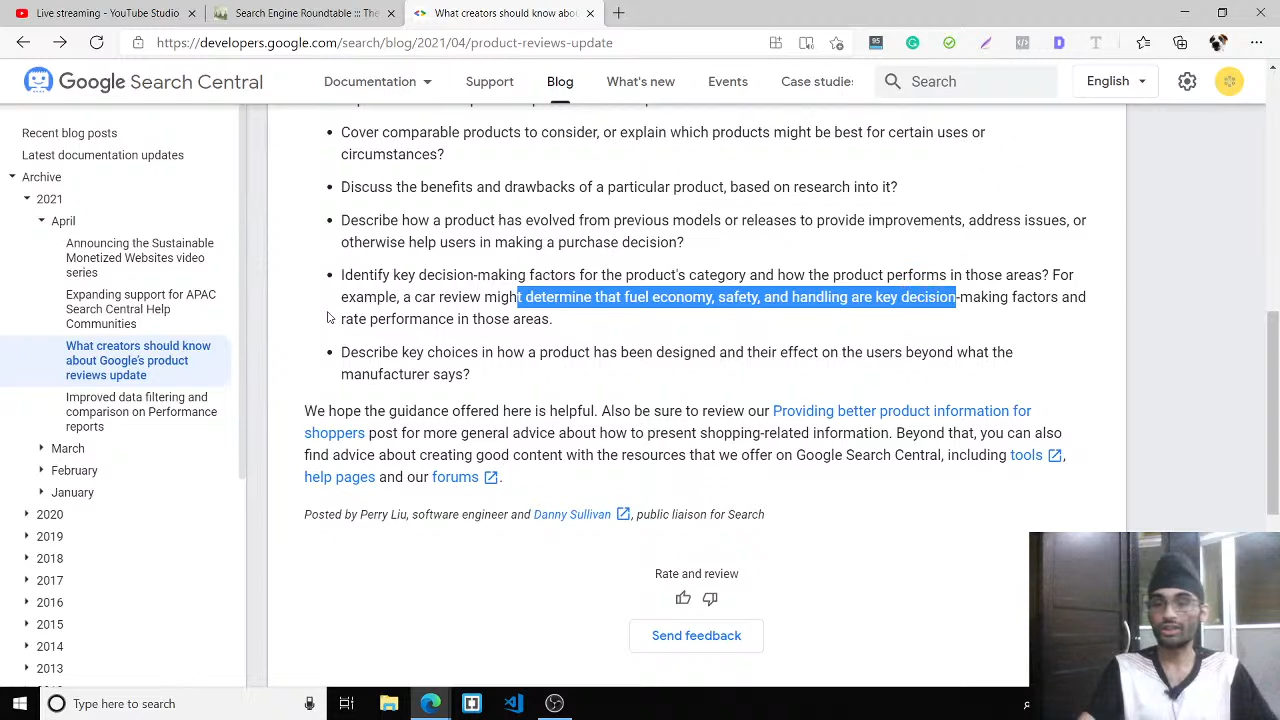 Live streaming - YouTube Studio
Search Engine Roundtable ::: The
What creators should know abou
https://developers.google.com/search/blog/2021/04/product-reviews-update
95
Google Search Central
Documentation
Support
Blog
What's new
Events
Case studies
Search
English
Recent blog posts
Latest documentation updates
Archive
2021
April
Announcing the Sustainable
Monetized Websites video
series
Expanding support for APAC
Search Central Help
Communities
What creators should know
about Google's product
reviews update
Improved data filtering and
comparison on Performance
reports
March
February
January
2020
2019
2018
2017
2016
2015
2014
2013
Cover comparable products to consider, or explain which products might be best for certain uses or
circumstances?
Discuss the benefits and drawbacks of a particular product, based on research into it?
Describe how a product has evolved from previous models or releases to provide improvements, address issues, or
otherwise help users in making a purchase decision?
Identify key decision-making factors for the product's category and how the product performs in those areas? For
example, a car review might determine that fuel economy, safety, and handling are key decision-making factors and
rate performance in those areas.
Describe key choices in how a product has been designed and their effect on the users beyond what the
manufacturer says?
We hope the guidance offered here is helpful. Also be sure to review our Providing better product information for
shoppers post for more general advice about how to present shopping-related information. Beyond that, you can also
find advice about creating good content with the resources that we offer on Google Search Central, including tools,
help pages and our forums.
Posted by Perry Liu, software engineer and Danny Sullivan, public liaison for Search
Rate and review
Send feedback
Type here to search